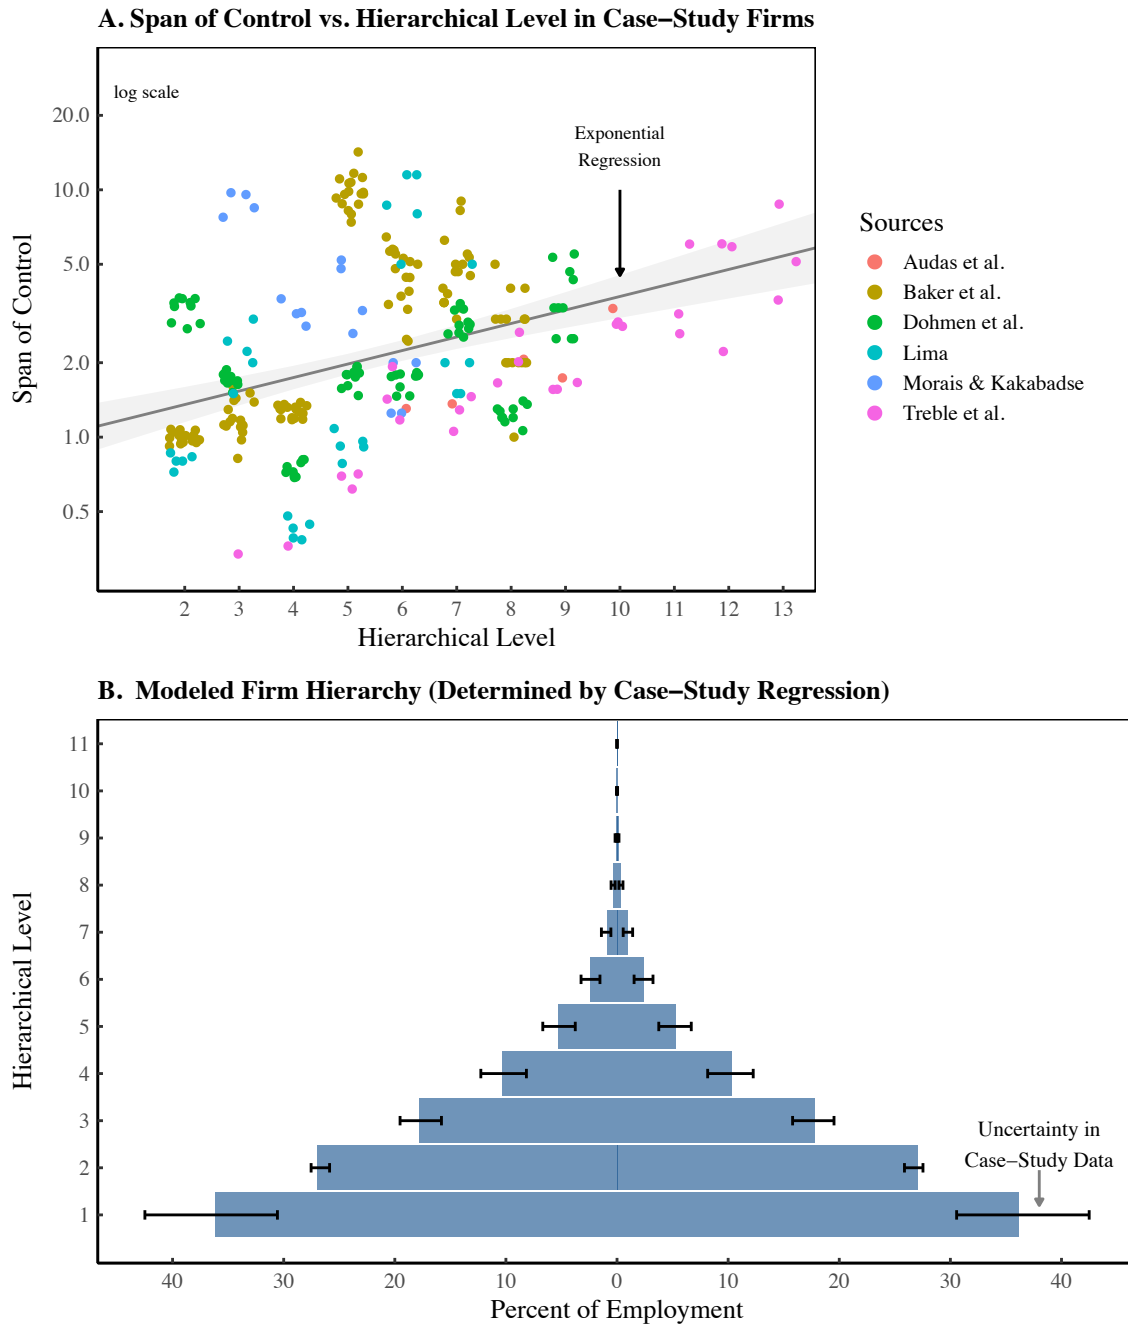 A. Span of Control vs. Hierarchical Level in Case−Study Firms
log scale
Exponential
Regression
20.0
10.0
5.0
2.0
1.0
0.5
Span of Control
2 3 4 5 6 7 8 9 10 11 12 13
Hierarchical Level
Sources
Audas et al.
Baker et al.
Dohmen et al.
Lima
Morais & Kakabadse
Treble et al.
B. Modeled Firm Hierarchy (Determined by Case−Study Regression)
11
10
9
8
7
6
5
4
3
2
1
Hierarchical Level
Uncertainty in
Case−Study Data
40 30 20 10 0 10 20 30 40
Percent of Employment